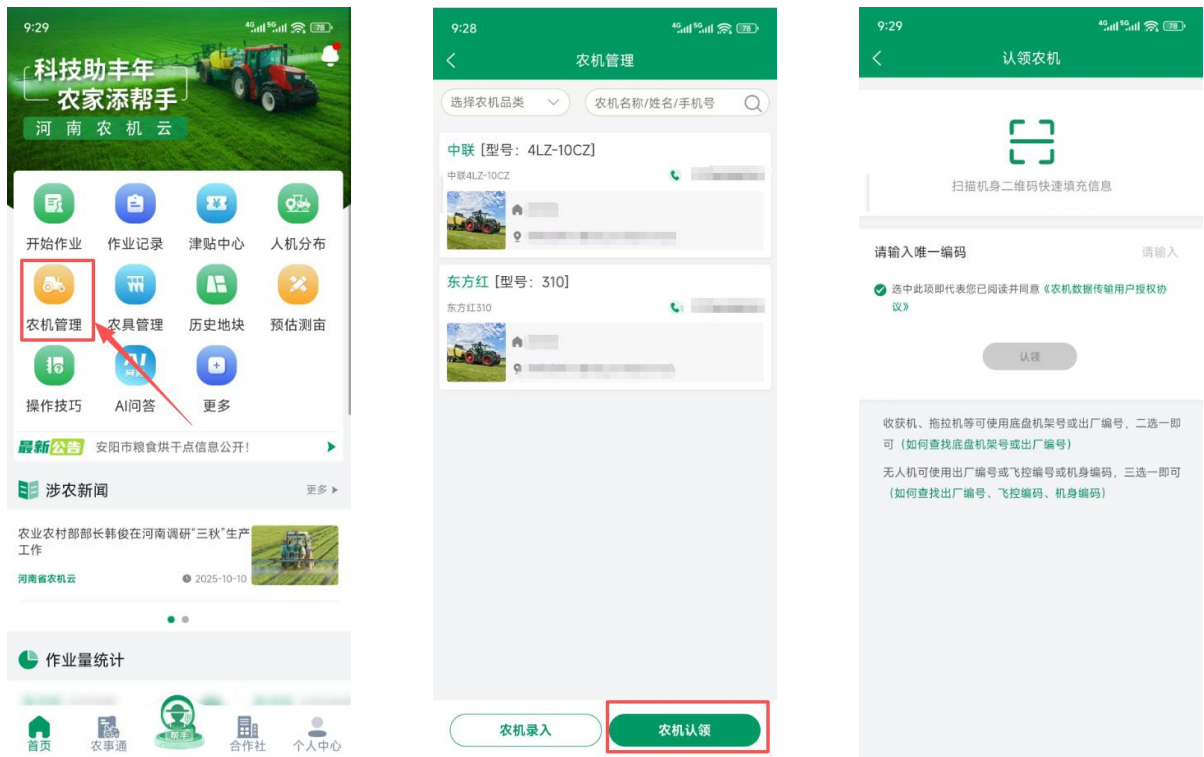 9:29
4G 5G 78
科技助丰年
农家添帮手
河南农机云
开始作业
作业记录
津贴中心
人机分布
农机管理
农具管理
历史地块
预估测亩
操作技巧
AI问答
更多
最新公告 安阳市粮食烘干点信息公开!
涉农新闻
更多
农业农村部部长韩俊在河南调研“三秋”生产
工作
河南省农机云
2025-10-10
作业量统计
首页
农事通
帮手
合作社
个人中心
9:28
4G 5G 78
农机管理
选择农机品类
农机名称/姓名/手机号
中联 [型号: 4LZ-10CZ]
中联4LZ-10CZ
东方红 [型号: 310]
东方红310
农机录入
农机认领
9:29
4G 5G 78
认领农机
扫描机身二维码快速填充信息
请输入唯一编码
请输入
选中此项即代表您已阅读并同意《农机数据传输用户授权协
议》
认领
收获机、拖拉机等可使用底盘机架号或出厂编号，二选一即
可（如何查找底盘机架号或出厂编号）
无人机可使用出厂编号或飞控编号或机身编码，三选一即可
（如何查找出厂编号、飞控编码、机身编码）